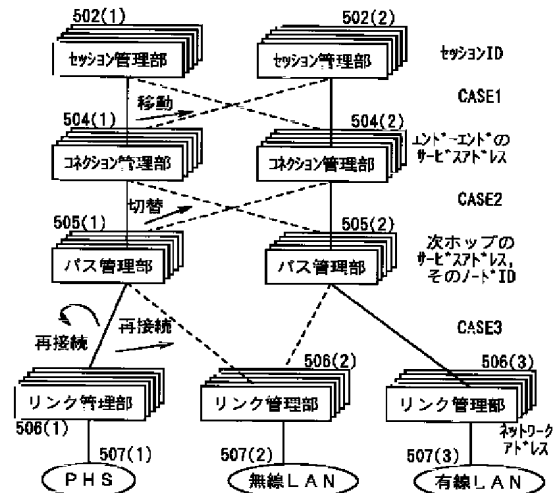 502(1) 502(2)
ｾｯｼｮﾝ管理部 ｾｯｼｮﾝ管理部 ｾｯｼｮﾝID
移動 CASE1
504(1) 504(2)
ｺﾈｸｼｮﾝ管理部 ｺﾈｸｼｮﾝ管理部 ｴﾝﾄﾞｰｴﾝﾄﾞの
ｻｰﾋﾞｽｱﾄﾞﾚｽ
切替 CASE2
505(1) 505(2)
パス管理部 パス管理部 次ホップの
ｻｰﾋﾞｽｱﾄﾞﾚｽ,
そのﾉｰﾄﾞID
再接続 再接続 CASE3
506(2) 506(3)
リンク管理部 リンク管理部 リンク管理部
506(1) ﾈｯﾄﾜｰｸ
ｱﾄﾞﾚｽ
507(1) 507(2) 507(3)
ＰＨＳ 無線ＬＡＮ 有線ＬＡＮ